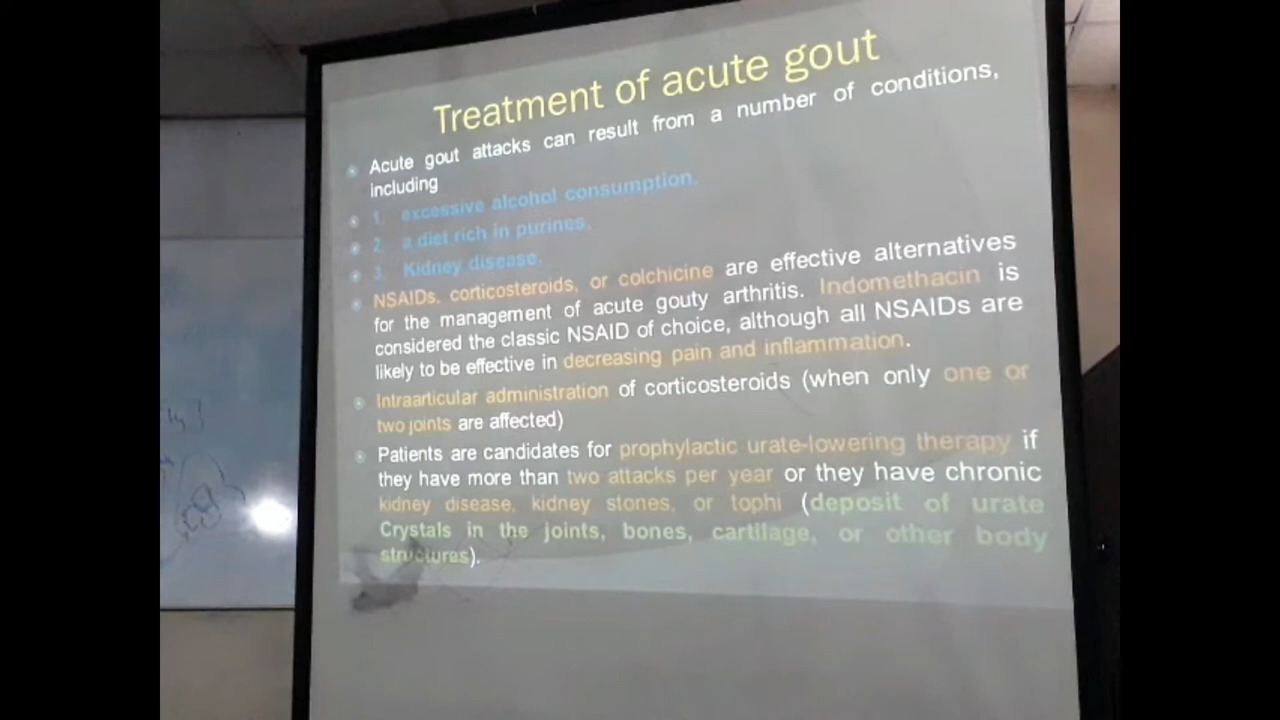 Treatment of acute gout
Acute gout attacks can result from a number of conditions,
including
1. excessive alcohol consumption.
2. a diet rich in purines.
3. Kidney disease.
NSAIDs, corticosteroids, or colchicine are effective alternatives
for the management of acute gouty arthritis. Indomethacin is
considered the classic NSAID of choice, although all NSAIDs are
likely to be effective in decreasing pain and inflammation.
Intraarticular administration of corticosteroids (when only one or
two joints are affected)
Patients are candidates for prophylactic urate-lowering therapy if
they have more than two attacks per year or they have chronic
kidney disease, kidney stones, or tophi (deposit of urate
Crystals in the joints, bones, cartilage, or other body
structures).